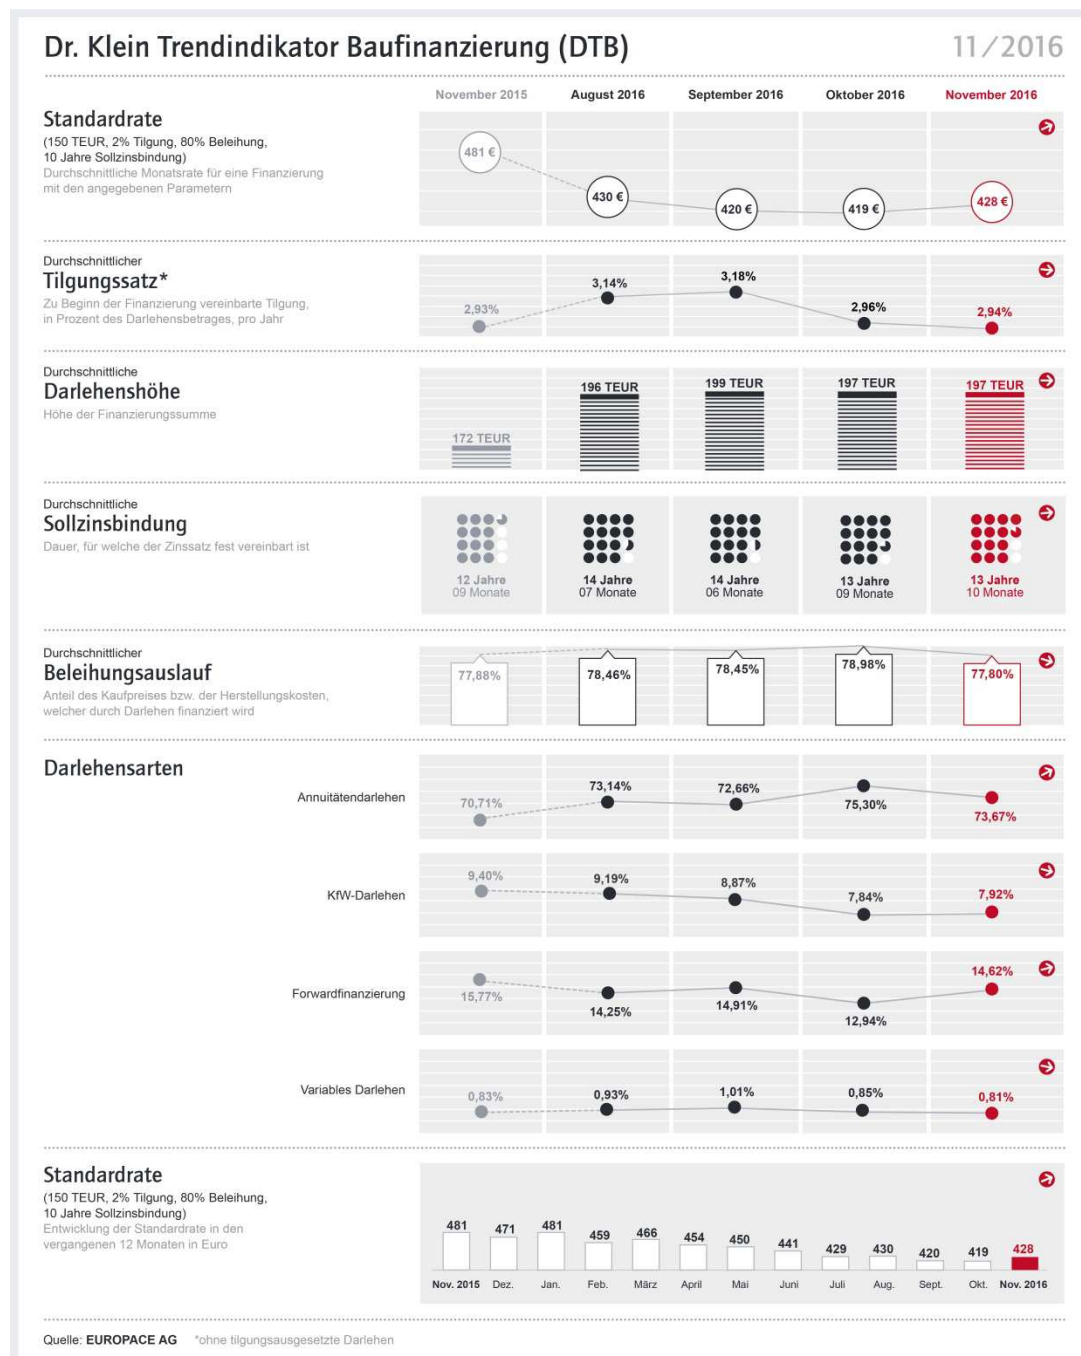 Dr. Klein Trendindikator Baufinanzierung (DTB)
11/2016
November 2015 August 2016 September 2016 Oktober 2016 November 2016
Standardrate
(150 TEUR, 2% Tilgung, 80% Beleihung,
10 Jahre Sollzinsbindung)
Durchschnittliche Monatsrate für eine Finanzierung
mit den angegebenen Parametern
481 € 430 € 420 € 419 € 428 €
Durchschnittlicher
Tilgungssatz*
Zu Beginn der Finanzierung vereinbarte Tilgung,
in Prozent des Darlehensbetrages, pro Jahr
2,93% 3,14% 3,18% 2,96% 2,94%
Durchschnittliche
Darlehenshöhe
Höhe der Finanzierungssumme
172 TEUR 196 TEUR 199 TEUR 197 TEUR 197 TEUR
Durchschnittliche
Sollzinsbindung
Dauer, für welche der Zinssatz fest vereinbart ist
12 Jahre 14 Jahre 14 Jahre 13 Jahre 13 Jahre
09 Monate 07 Monate 06 Monate 09 Monate 10 Monate
Durchschnittlicher
Beleihungsauslauf
Anteil des Kaufpreises bzw. der Herstellungskosten,
welcher durch Darlehen finanziert wird
77,88% 78,46% 78,45% 78,98% 77,80%
Darlehensarten
Annuitätendarlehen
70,71% 73,14% 72,66% 75,30% 73,67%
KfW-Darlehen
9,40% 9,19% 8,87% 7,84% 7,92%
Forwardfinanzierung
15,77% 14,25% 14,91% 12,94% 14,62%
Variables Darlehen
0,83% 0,93% 1,01% 0,85% 0,81%
Standardrate
(150 TEUR, 2% Tilgung, 80% Beleihung,
10 Jahre Sollzinsbindung)
Entwicklung der Standardrate in den
vergangenen 12 Monaten in Euro
481 471 481 459 466 454 450 441 429 430 420 419 428
Nov. 2015 Dez. Jan. Feb. März April Mai Juni Juli Aug. Sept. Okt. Nov. 2016
Quelle: EUROPACE AG *ohne tilgungsausgesetzte Darlehen